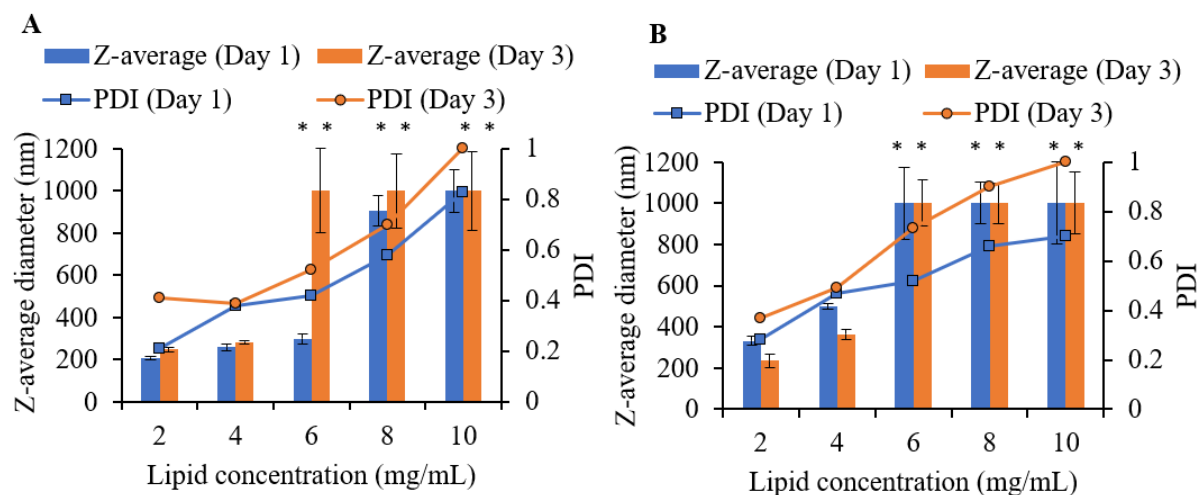 A
Z-average (Day 1) Z-average (Day 3)
PDI (Day 1) PDI (Day 3)
* * * * * *
1200 1
1000
0.8
800
0.6
600
0.4
400
0.2
200
0 0
2 4 6 8 10
Z-average diameter (nm)
PDI
Lipid concentration (mg/mL)
B
Z-average (Day 1) Z-average (Day 3)
PDI (Day 1) PDI (Day 3)
* * * * * *
1200 1
1000
0.8
800
0.6
600
0.4
400
0.2
200
0 0
2 4 6 8 10
Z-average diameter (nm)
PDI
Lipid concentration (mg/mL)